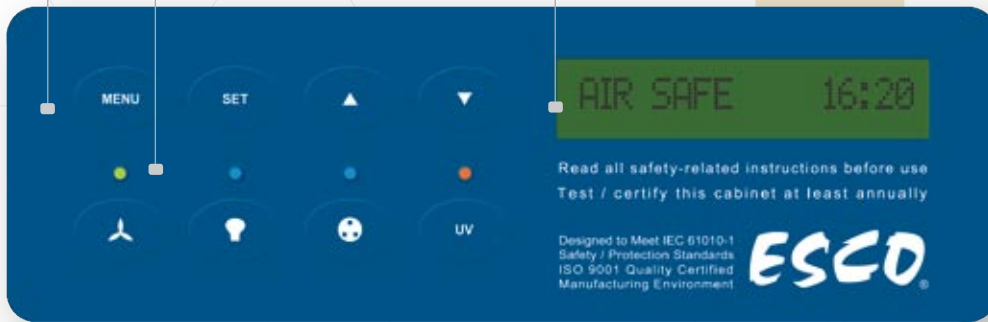 MENU SET ▲ ▼
AIR SAFE 16:20
UV
Read all safety-related instructions before use
Test / certify this cabinet at least annually
Designed to Meet IEC 61010-1
Safety / Protection Standards
ISO 9001 Quality Certified
Manufacturing Environment
ESCO®